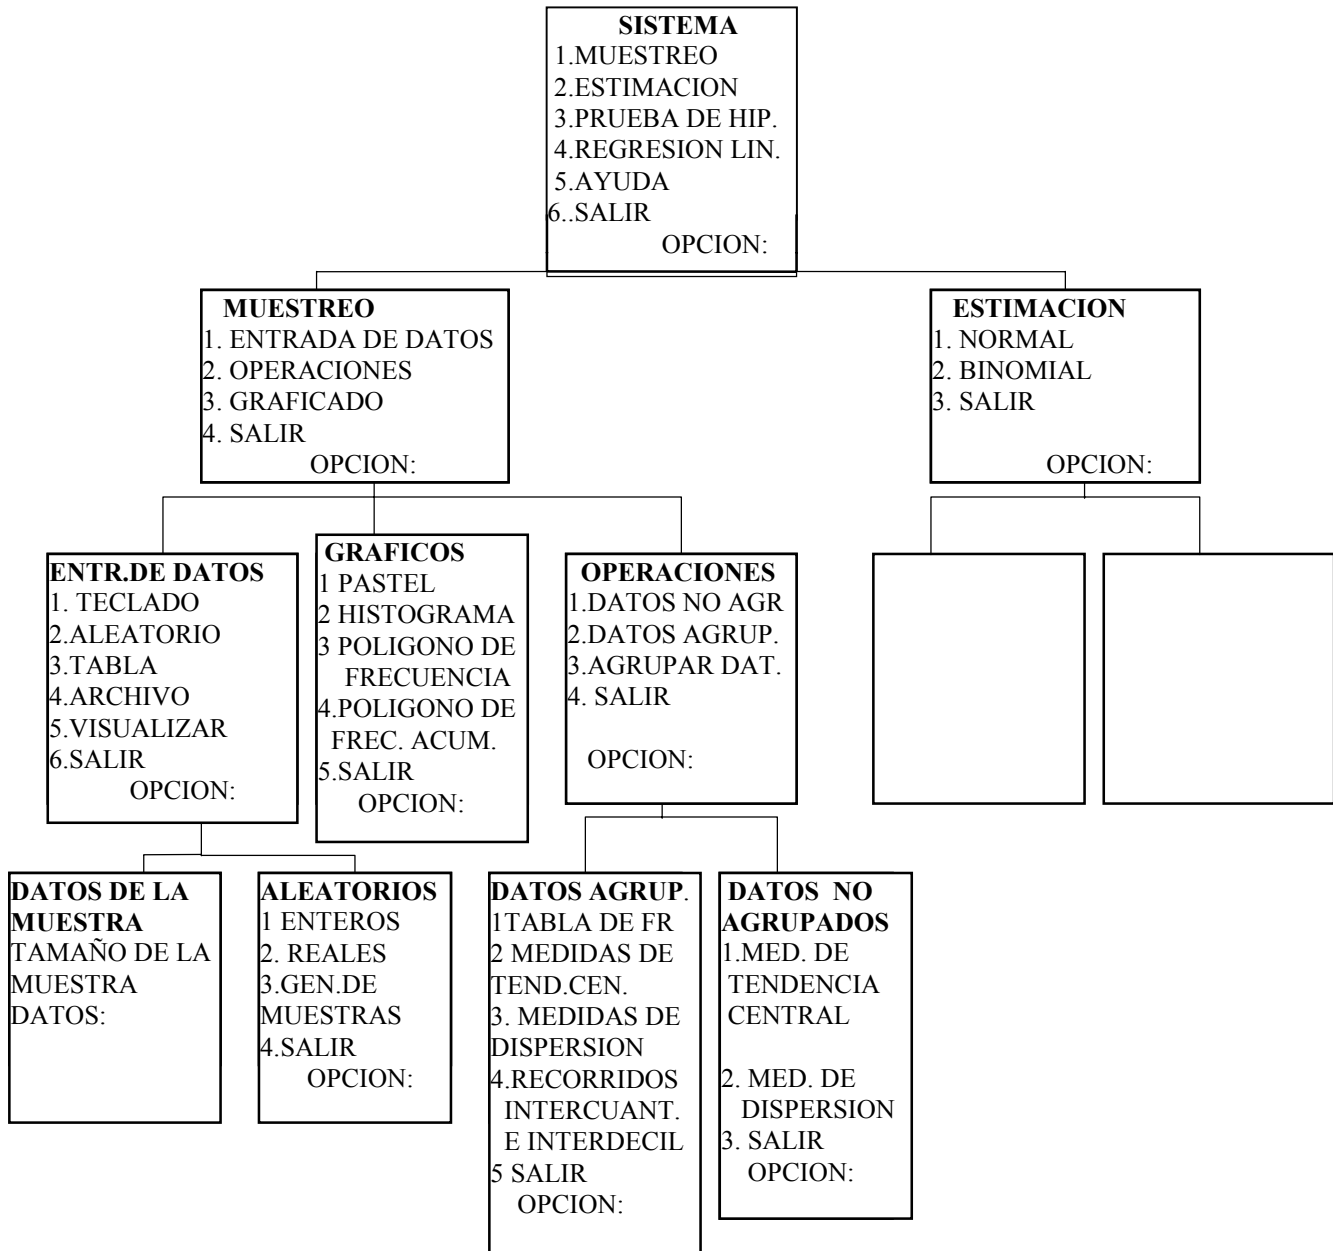 SISTEMA
1.MUESTREO
2.ESTIMACION
3.PRUEBA DE HIP.
4.REGRESION LIN.
5.AYUDA
6..SALIR
OPCION:
MUESTREO
1. ENTRADA DE DATOS
2. OPERACIONES
3. GRAFICADO
4. SALIR
OPCION:
ESTIMACION
1. NORMAL
2. BINOMIAL
3. SALIR
OPCION:
ENTR.DE DATOS
1. TECLADO
2.ALEATORIO
3.TABLA
4.ARCHIVO
5.VISUALIZAR
6.SALIR
OPCION:
GRAFICOS
1 PASTEL
2 HISTOGRAMA
3 POLIGONO DE
FRECUENCIA
4.POLIGONO DE
FREC. ACUM.
5.SALIR
OPCION:
OPERACIONES
1.DATOS NO AGR
2.DATOS AGRUP.
3.AGRUPAR DAT.
4. SALIR
OPCION:
DATOS DE LA
MUESTRA
TAMAÑO DE LA
MUESTRA
DATOS:
ALEATORIOS
1 ENTEROS
2. REALES
3.GEN.DE
MUESTRAS
4.SALIR
OPCION:
DATOS AGRUP.
1TABLA DE FR
2 MEDIDAS DE
TEND.CEN.
3. MEDIDAS DE
DISPERSION
4.RECORRIDOS
INTERCUANT.
E INTERDECIL
5 SALIR
OPCION:
DATOS NO
AGRUPADOS
1.MED. DE
TENDENCIA
CENTRAL
2. MED. DE
DISPERSION
3. SALIR
OPCION: